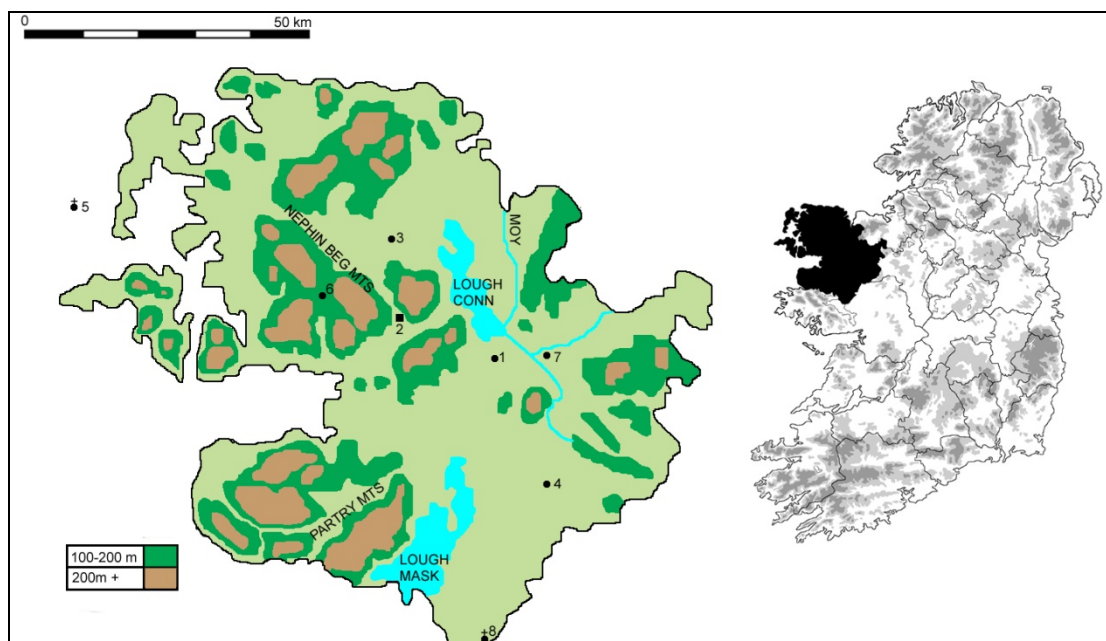 0
50 km
MOY
5
3
NEPHIN BEG MTS
LOUGH
CONN
6
2
1
7
4
PARTRY MTS
100-200 m
200m +
LOUGH
MASK
8